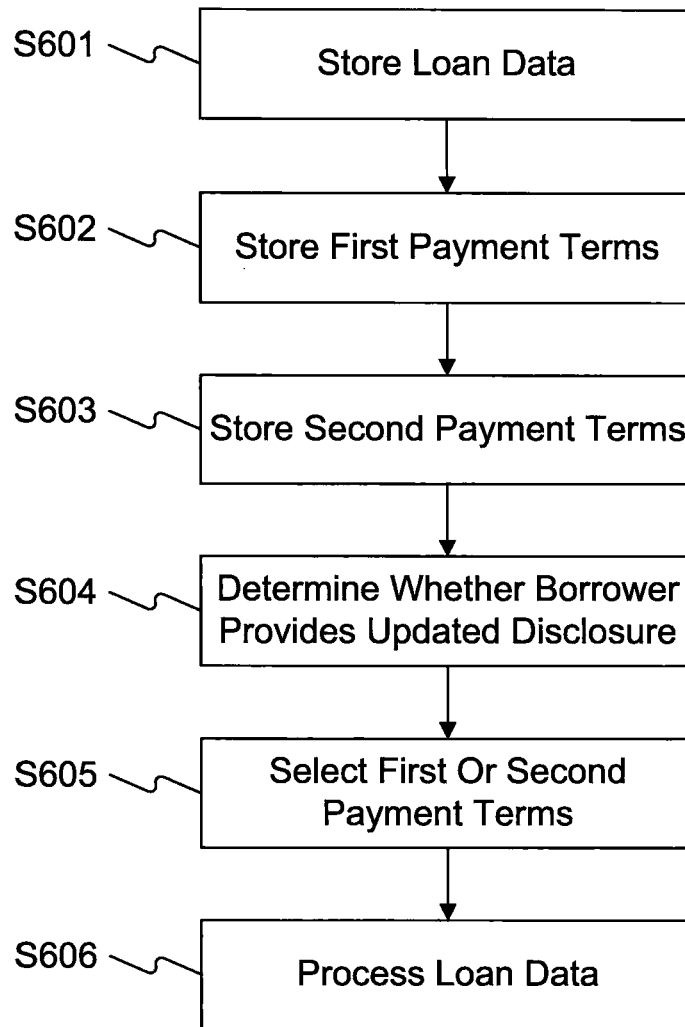 S601
Store Loan Data
S602
Store First Payment Terms
S603
Store Second Payment Terms
S604
Determine Whether Borrower
Provides Updated Disclosure
S605
Select First Or Second
Payment Terms
S606
Process Loan Data